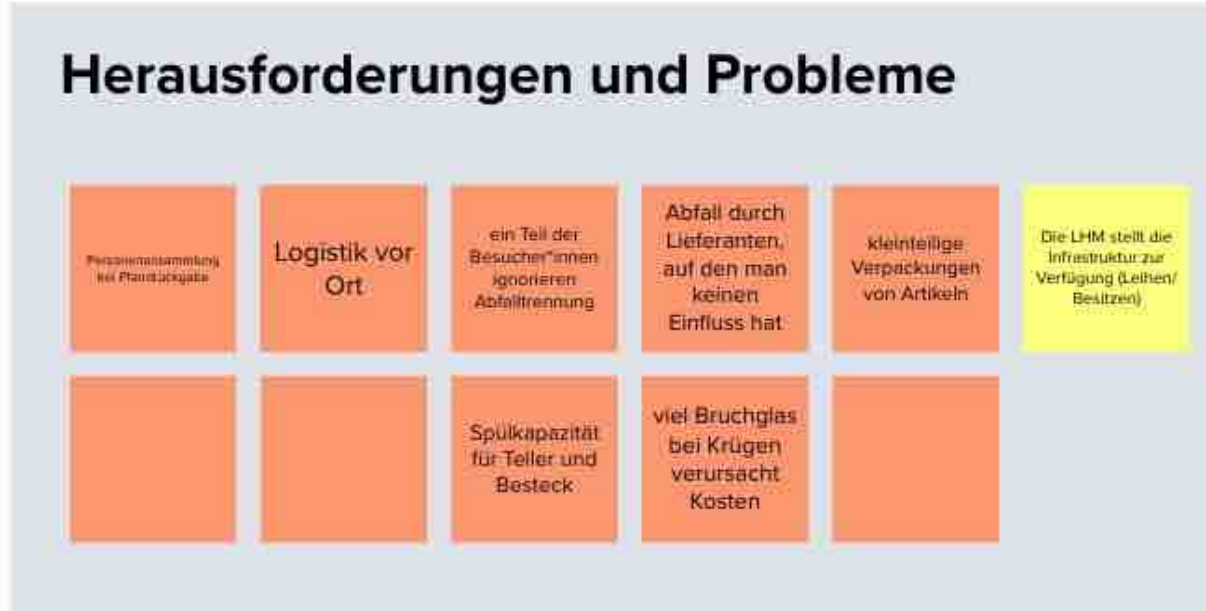 Herausforderungen und Probleme
Personenansammlung
bei Pfandrückgabe
Logistik vor
Ort
ein Teil der
Besucher*innen
ignorieren
Abfalltrennung
Abfall durch
Lieferanten,
auf den man
keinen
Einfluss hat
kleinteilige
Verpackungen
von Artikeln
Die LHM stellt die
Infrastruktur zur
Verfügung (Leihen/
Besitzen)
Spülkapazität
für Teller und
Besteck
viel Bruchglas
bei Krügen
verursacht
Kosten